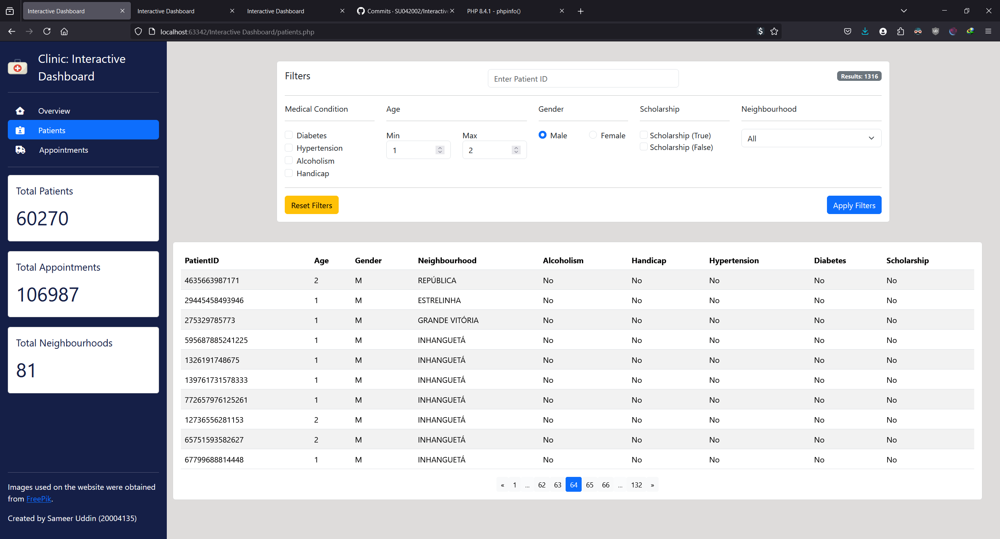 Interactive Dashboard
Interactive Dashboard
Interactive Dashboard
Commits · SU042002/Interactive
PHP 8.4.1 - phpinfo()
localhost:63342/Interactive Dashboard/patients.php
Clinic: Interactive
Dashboard
Overview
Patients
Appointments
Total Patients
60270
Total Appointments
106987
Total Neighbourhoods
81
Images used on the website were obtained
from FreePik.
Created by Sameer Uddin (20004135)
Filters
Enter Patient ID
Results: 1316
Medical Condition
Diabetes
Hypertension
Alcoholism
Handicap
Age
Min Max
1 2
Gender
Male Female
Scholarship
Scholarship (True)
Scholarship (False)
Neighbourhood
All
Reset Filters
Apply Filters
PatientID Age Gender Neighbourhood Alcoholism Handicap Hypertension Diabetes Scholarship
4635663987171 2 M REPÚBLICA No No No No No
29445458493946 1 M ESTRELINHA No No No No No
275329785773 1 M GRANDE VITÓRIA No No No No No
595687885241225 1 M INHANGUETÁ No No No No No
1326191748675 1 M INHANGUETÁ No No No No No
139761731578333 1 M INHANGUETÁ No No No No No
772657976125261 1 M INHANGUETÁ No No No No No
12736556281153 2 M INHANGUETÁ No No No No No
65751593582627 2 M INHANGUETÁ No No No No No
67799688814448 1 M INHANGUETÁ No No No No No
« 1 ... 62 63 64 65 66 ... 132 »